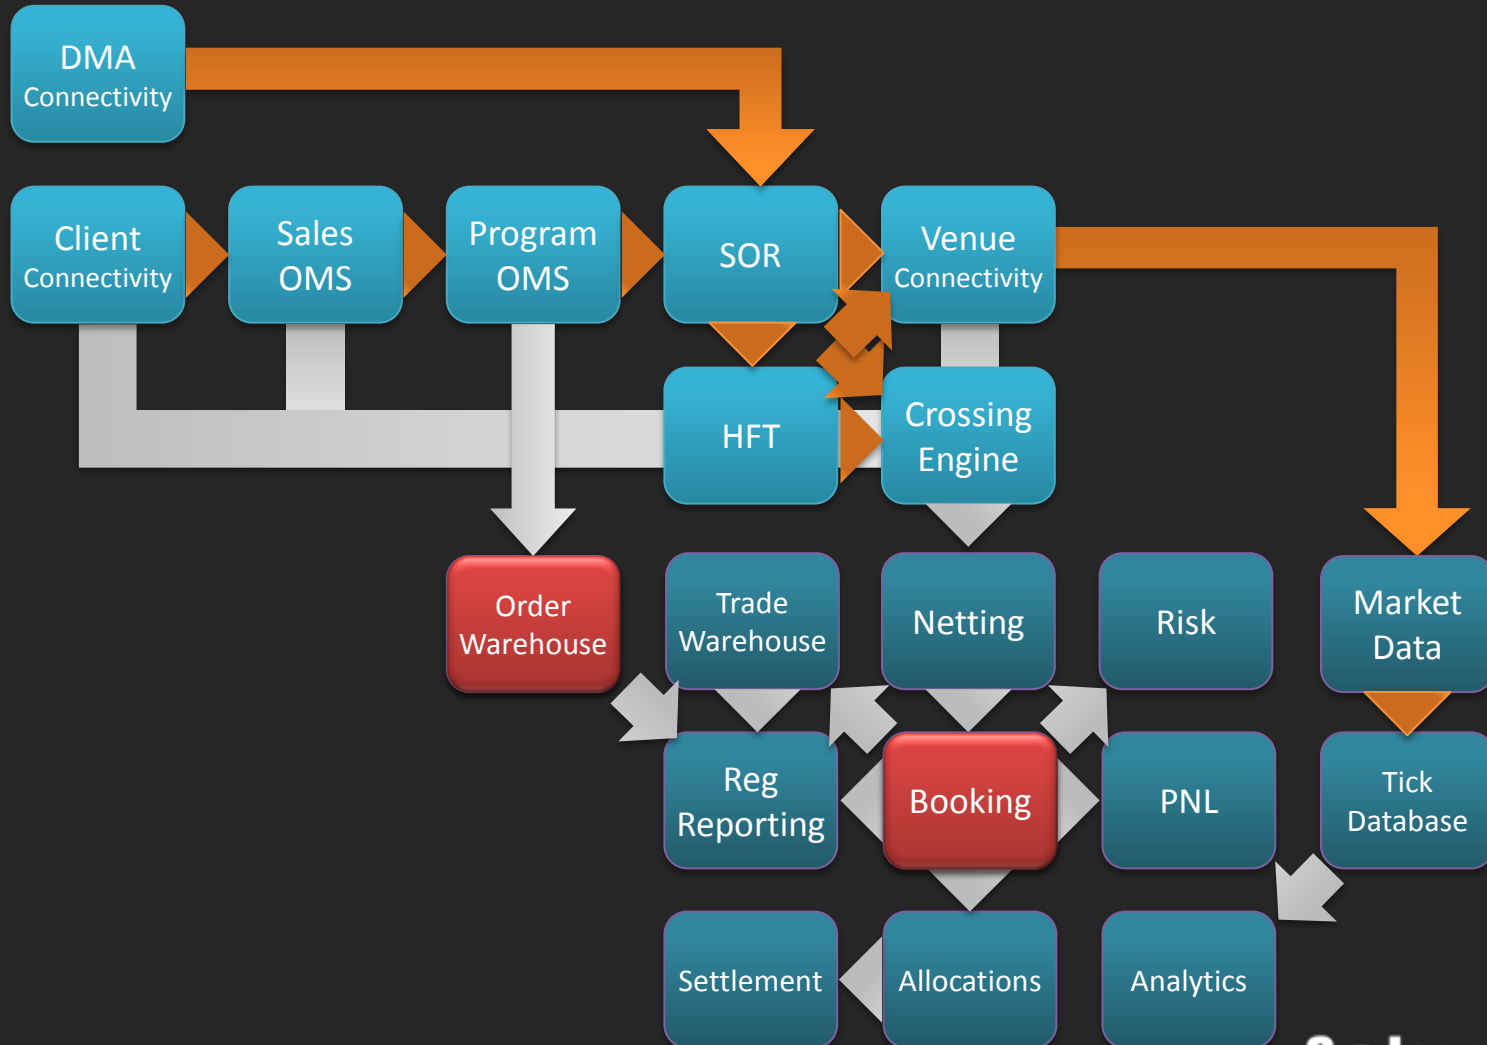 DMA
Connectivity
Client
Connectivity
Sales
OMS
Program
OMS
SOR
Venue
Connectivity
HFT
Crossing
Engine
Order
Warehouse
Trade
Warehouse
Netting
Risk
Market
Data
Reg
Reporting
Booking
PNL
Tick
Database
Settlement
Allocations
Analytics